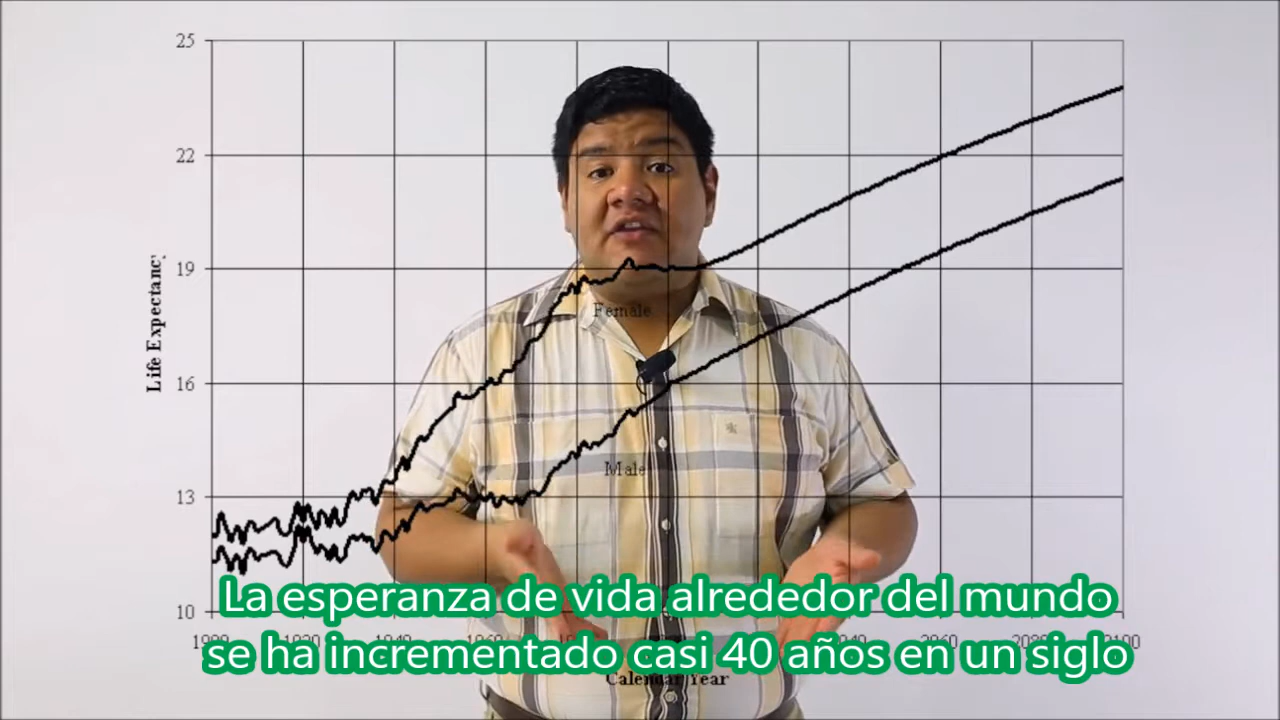 25
22
19
16
13
10
Life Expectancy
Female
Male
La esperanza de vida alrededor del mundo
se ha incrementado casi 40 años en un siglo
Calendar Year